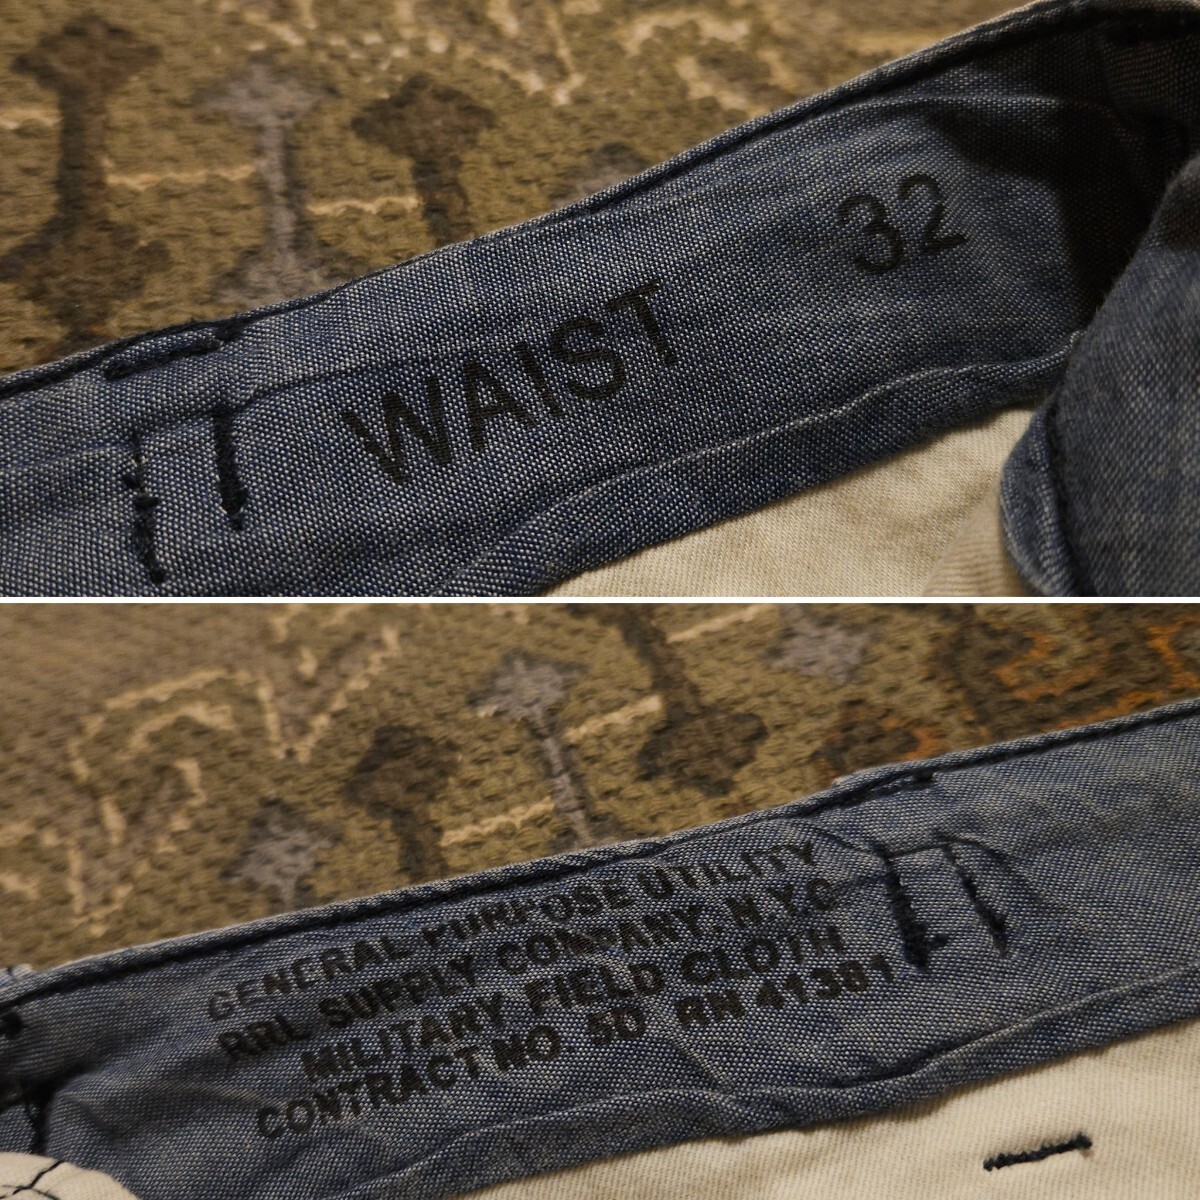 WAIST 32
GENERAL PURPOSE UTILITY
RRL SUPPLY COMPANY, N.Y.C.
MILITARY FIELD CLOTH
CONTRACT NO. 50 RN 41381